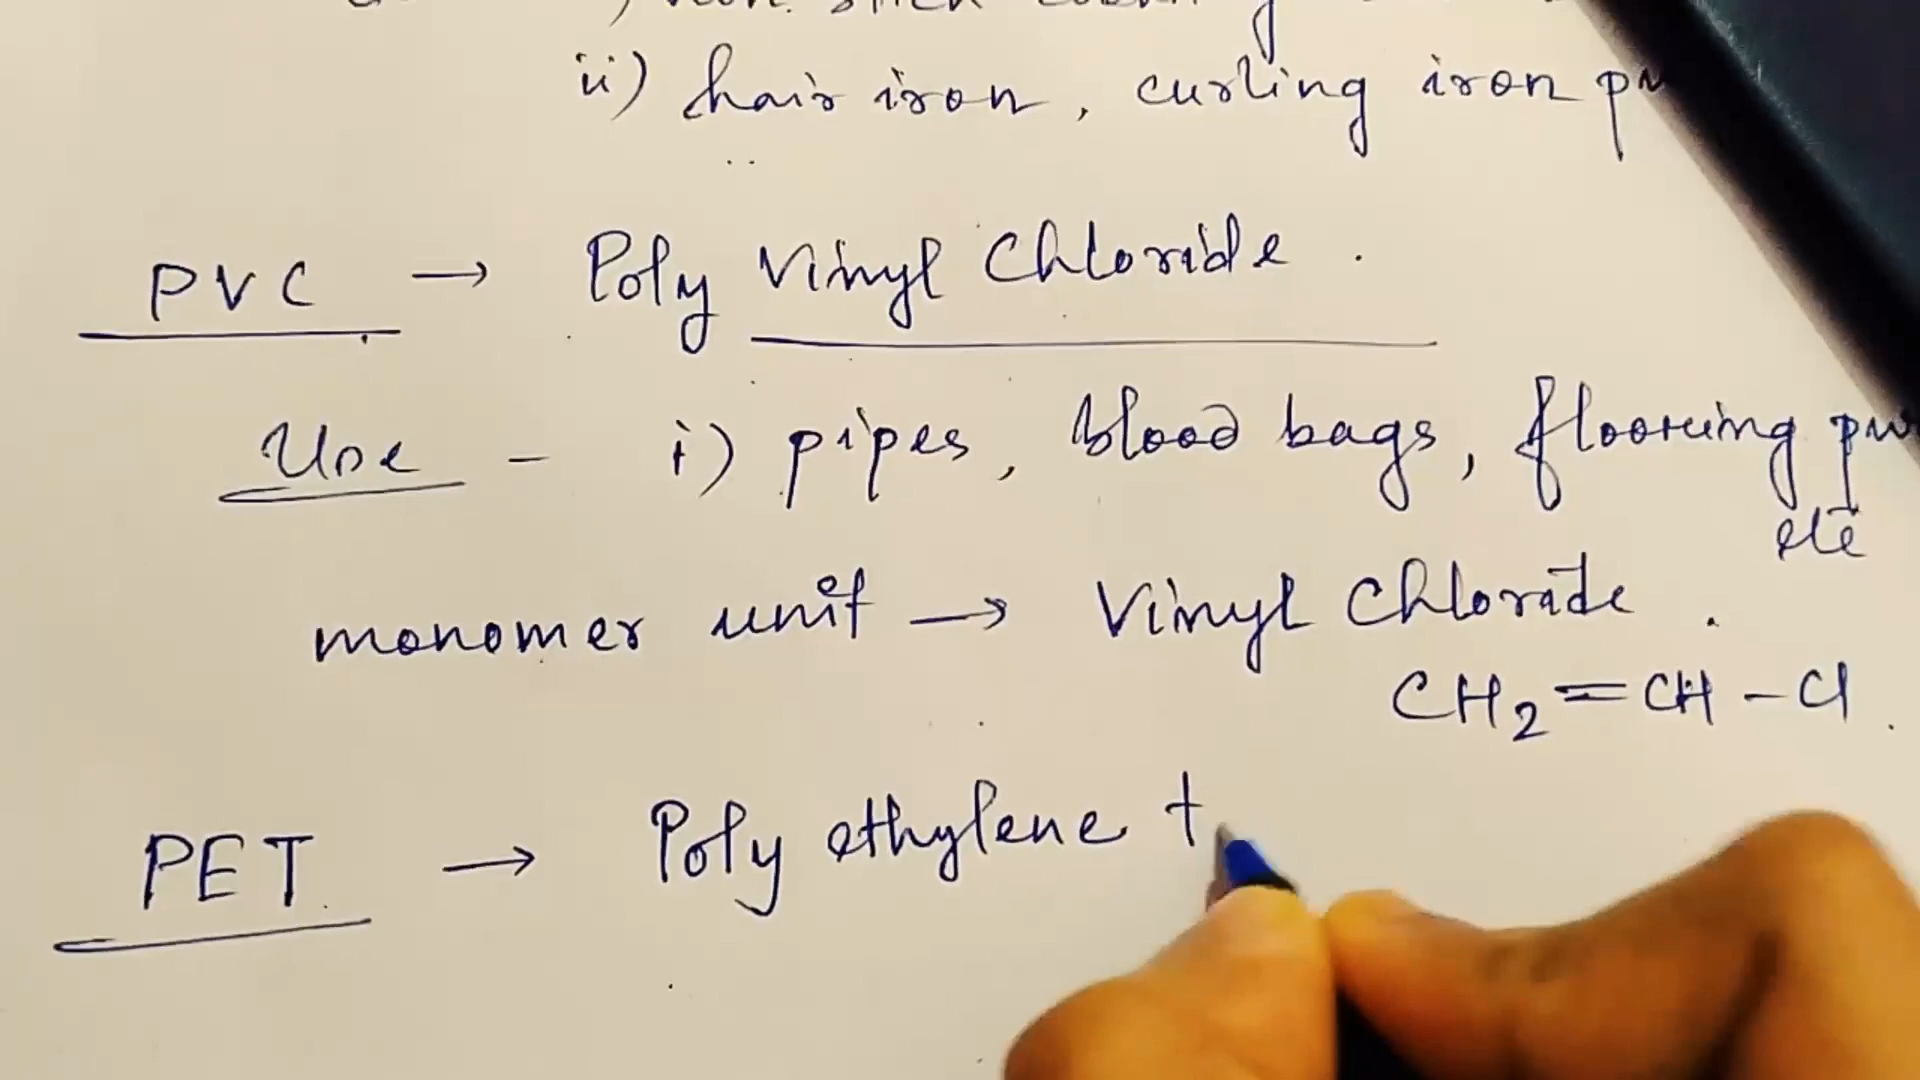 ii) hair iron, curling iron
PVC → Poly Vinyl Chloride.
Use - i) pipes, blood bags, flooring
etc
monomer unit → Vinyl Chloride.
CH₂=CH-Cl.
PET → Poly ethylene t